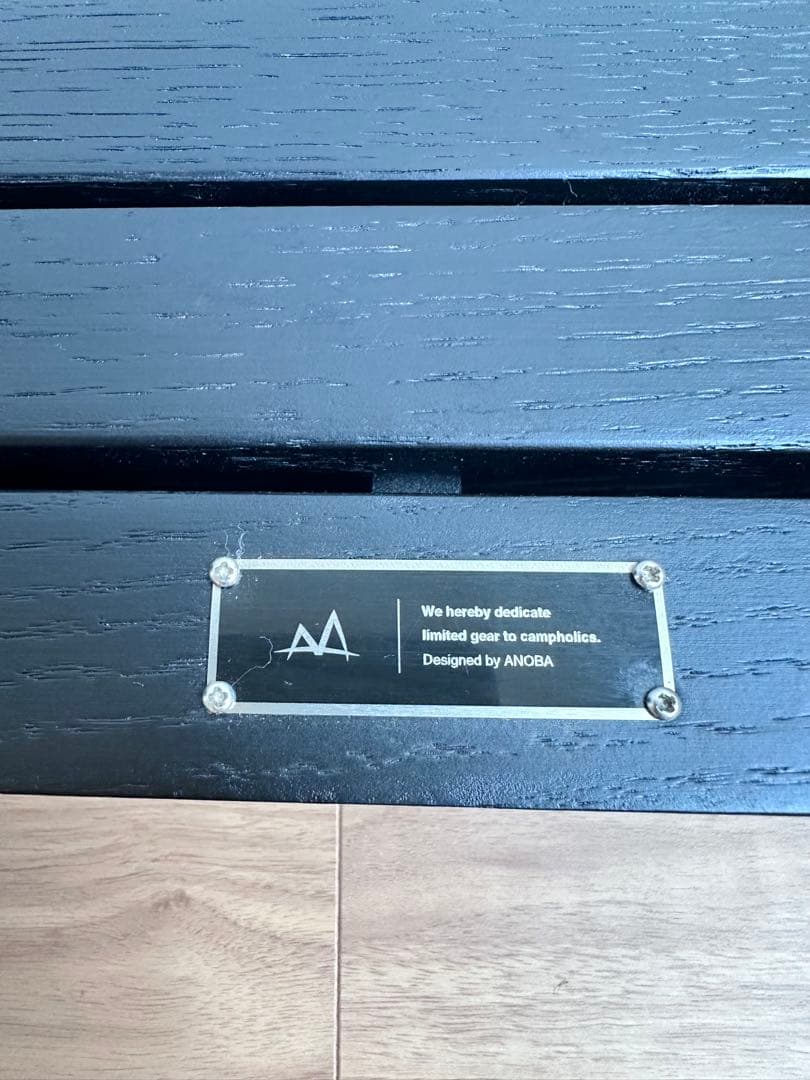 We hereby dedicate
limited gear to campholics.
Designed by ANOBA